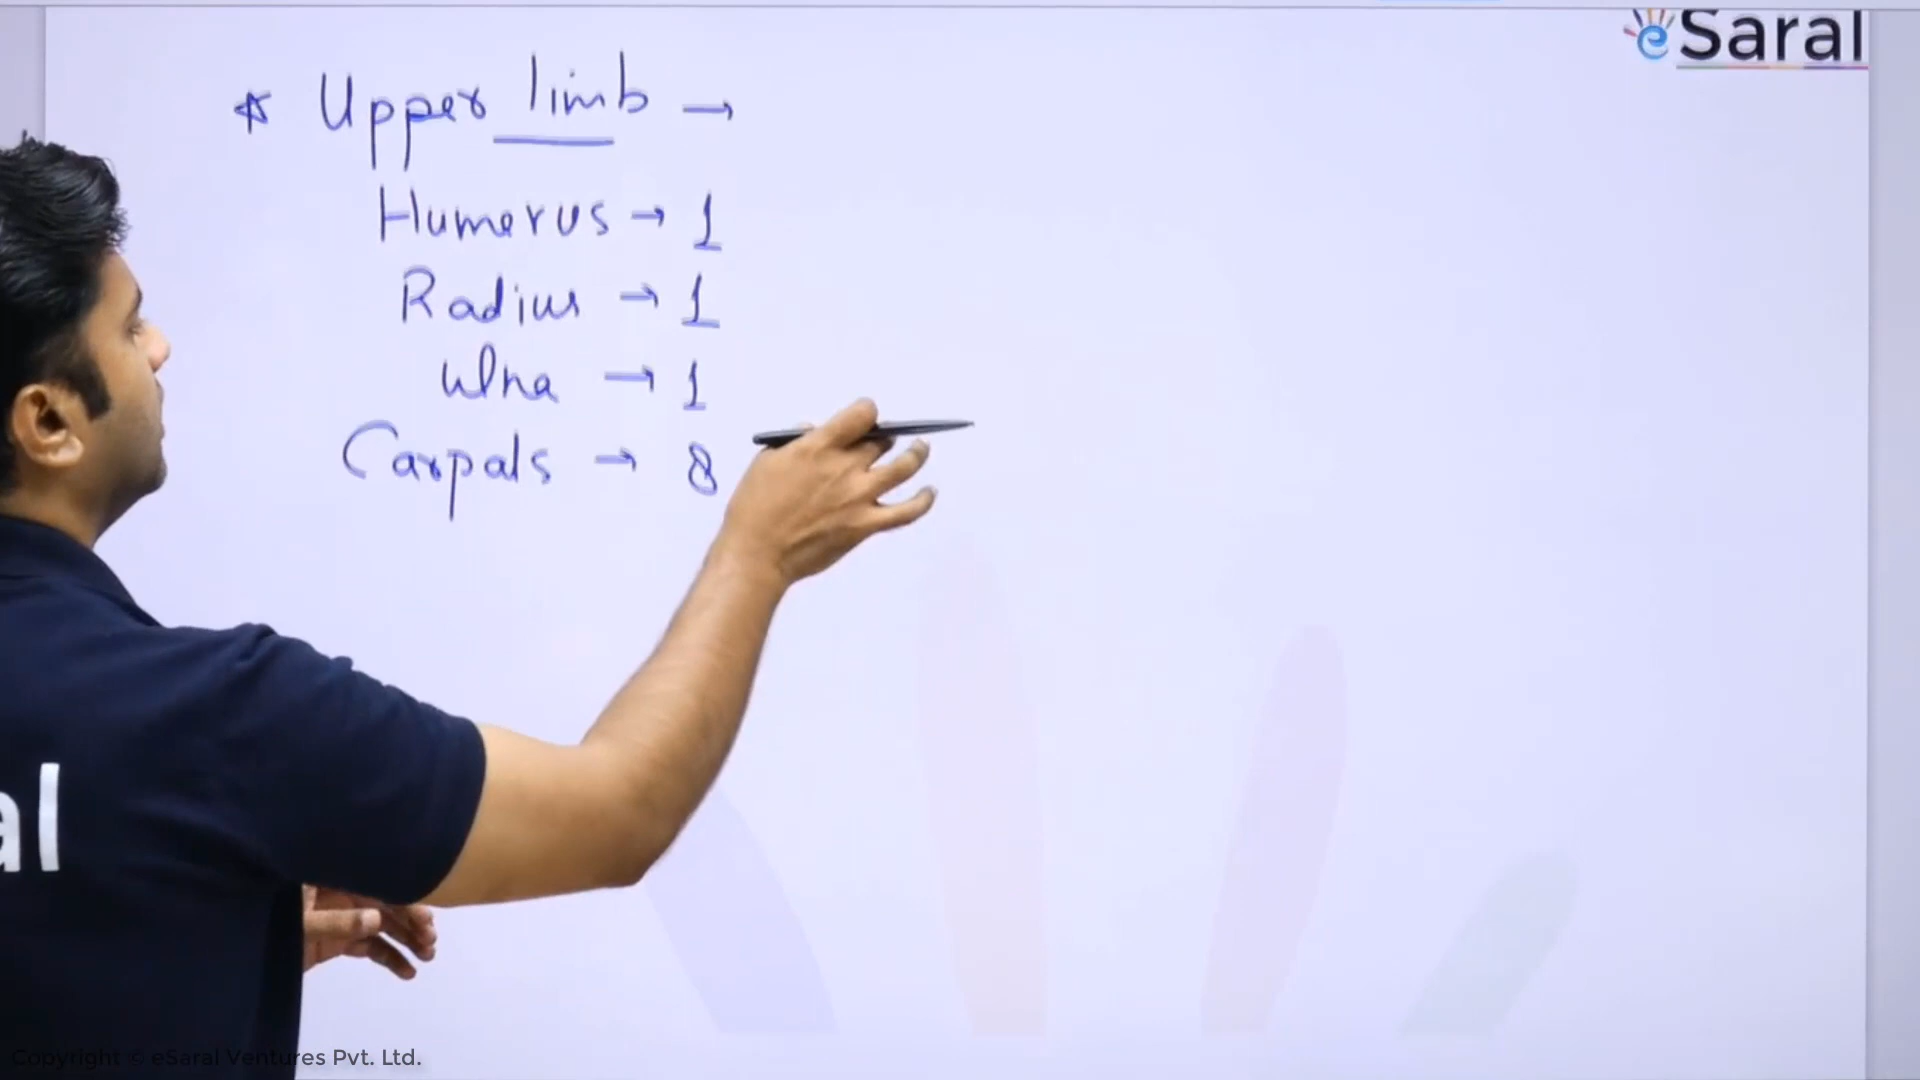 eSaral
☆ Upper limb →
Humerus → 1
Radius → 1
Ulna → 1
Carpals → 8
al
Copyright © eSaral Ventures Pvt. Ltd.